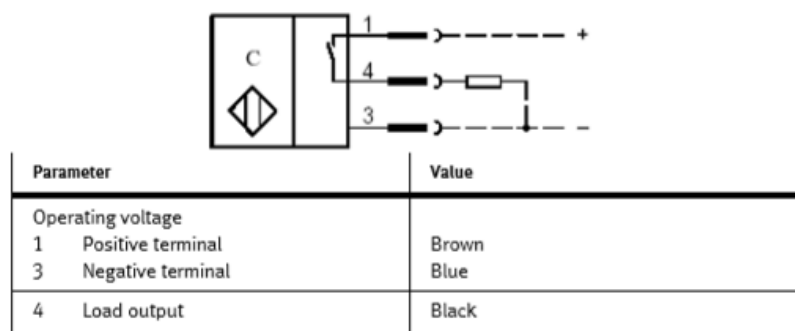 1
+
C
4
3
−
Parameter Value
Operating voltage
1 Positive terminal Brown
3 Negative terminal Blue
4 Load output Black